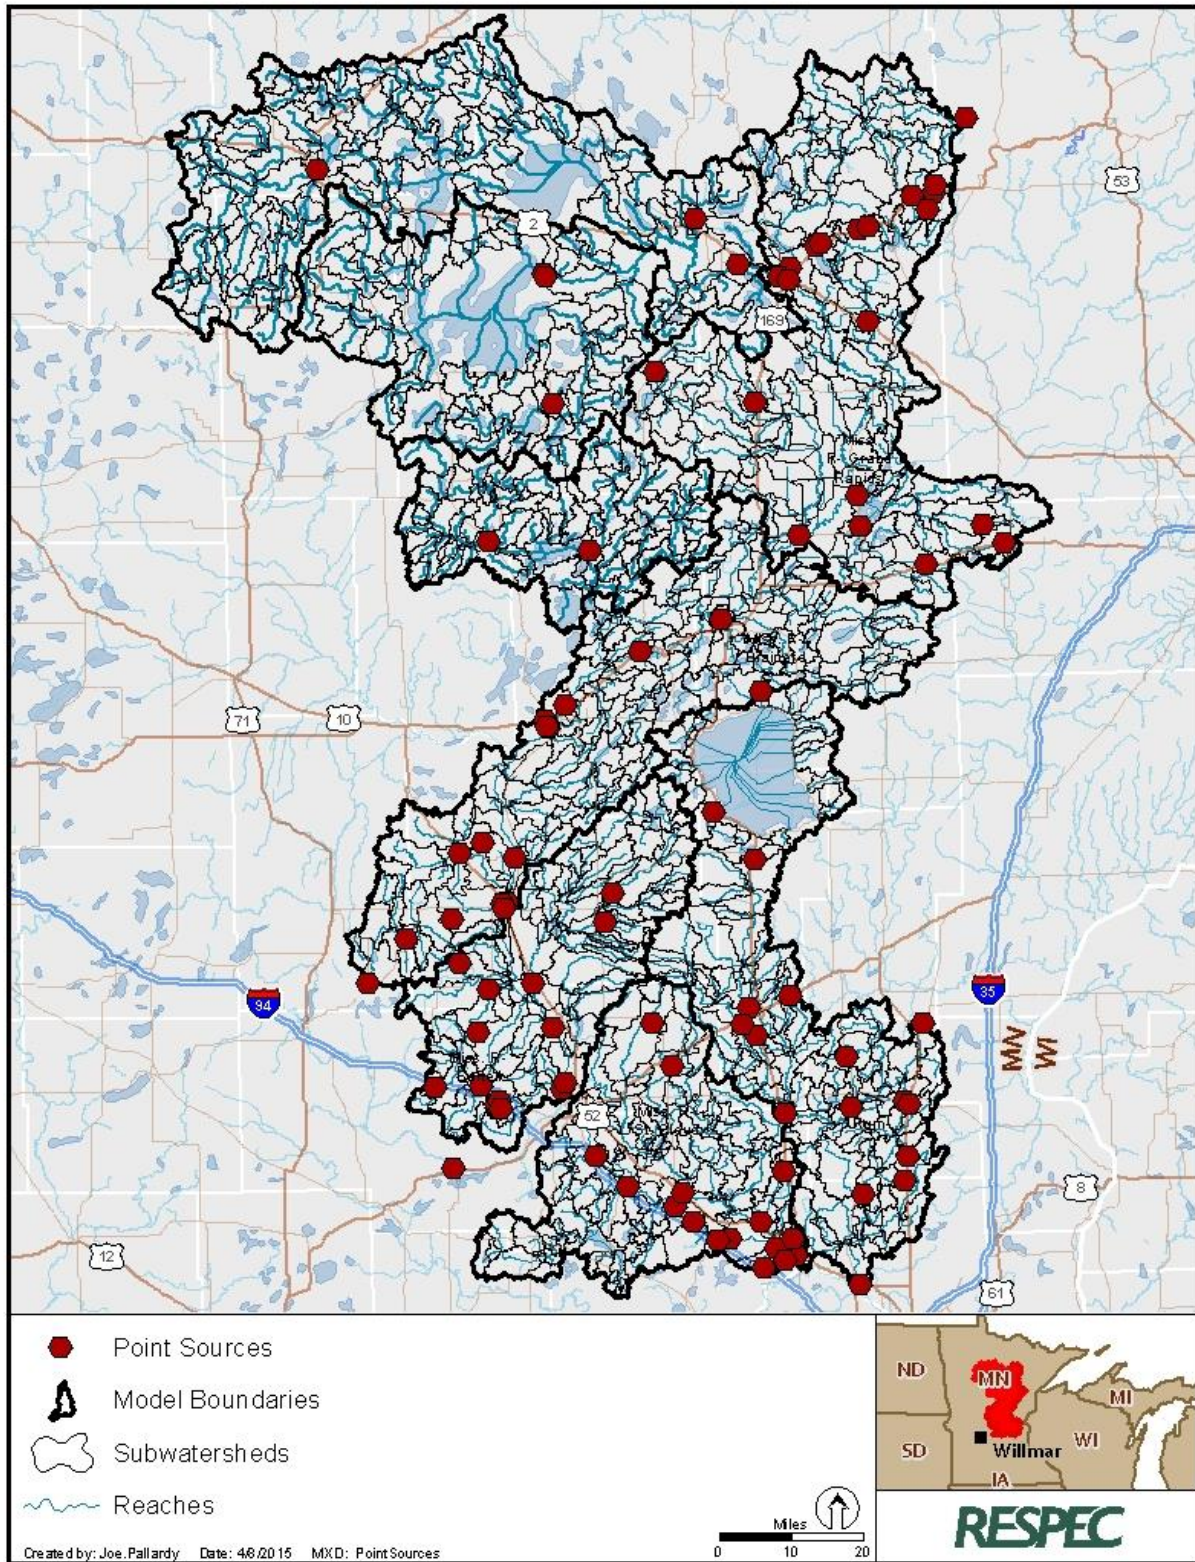 53
2
169
Rapids
71
10
94
35
MN
WI
52
8
12
61
Point Sources
Model Boundaries
Subwatersheds
Reaches
Miles
0 10 20
Created by: Joe.Pallardy Date: 4/8/2015 MXD: PointSources
ND
MN
MI
SD
WI
Willmar
IA
RESPEC